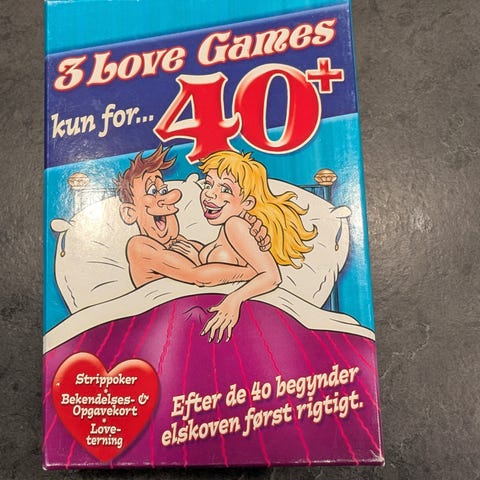 3 Love Games
kun for... 40+
Strippoker
•
Bekendelses- &
Opgavekort
•
Love-
terning
Efter de 40 begynder
elskoven først rigtigt.